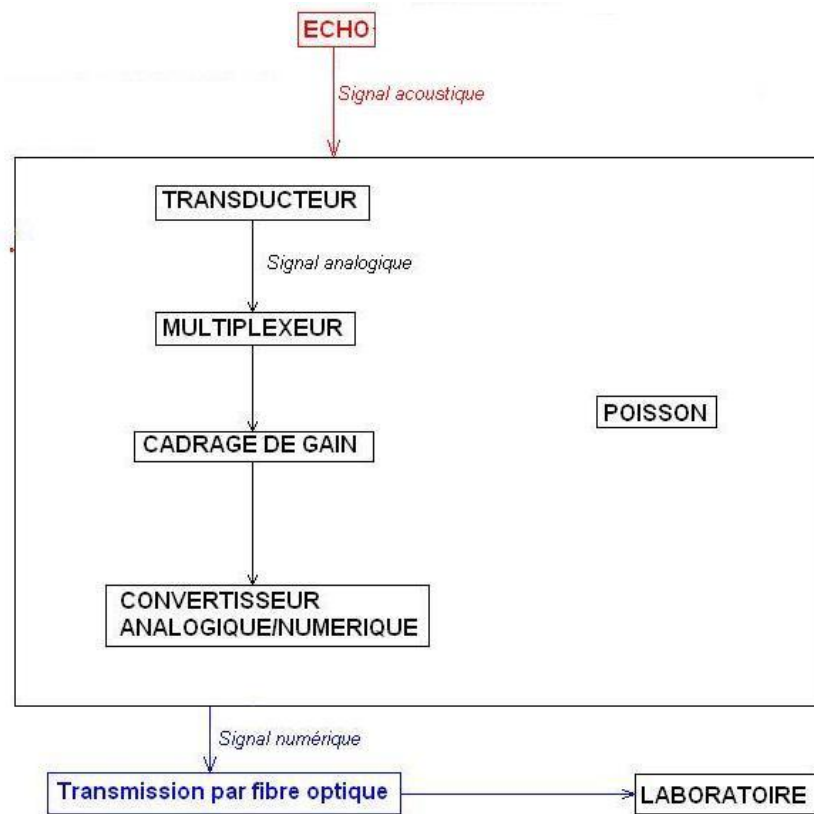 ECHO
Signal acoustique
TRANSDUCTEUR
Signal analogique
MULTIPLEXEUR
POISSON
CADRAGE DE GAIN
CONVERTISSEUR
ANALOGIQUE/NUMERIQUE
Signal numérique
Transmission par fibre optique
LABORATOIRE